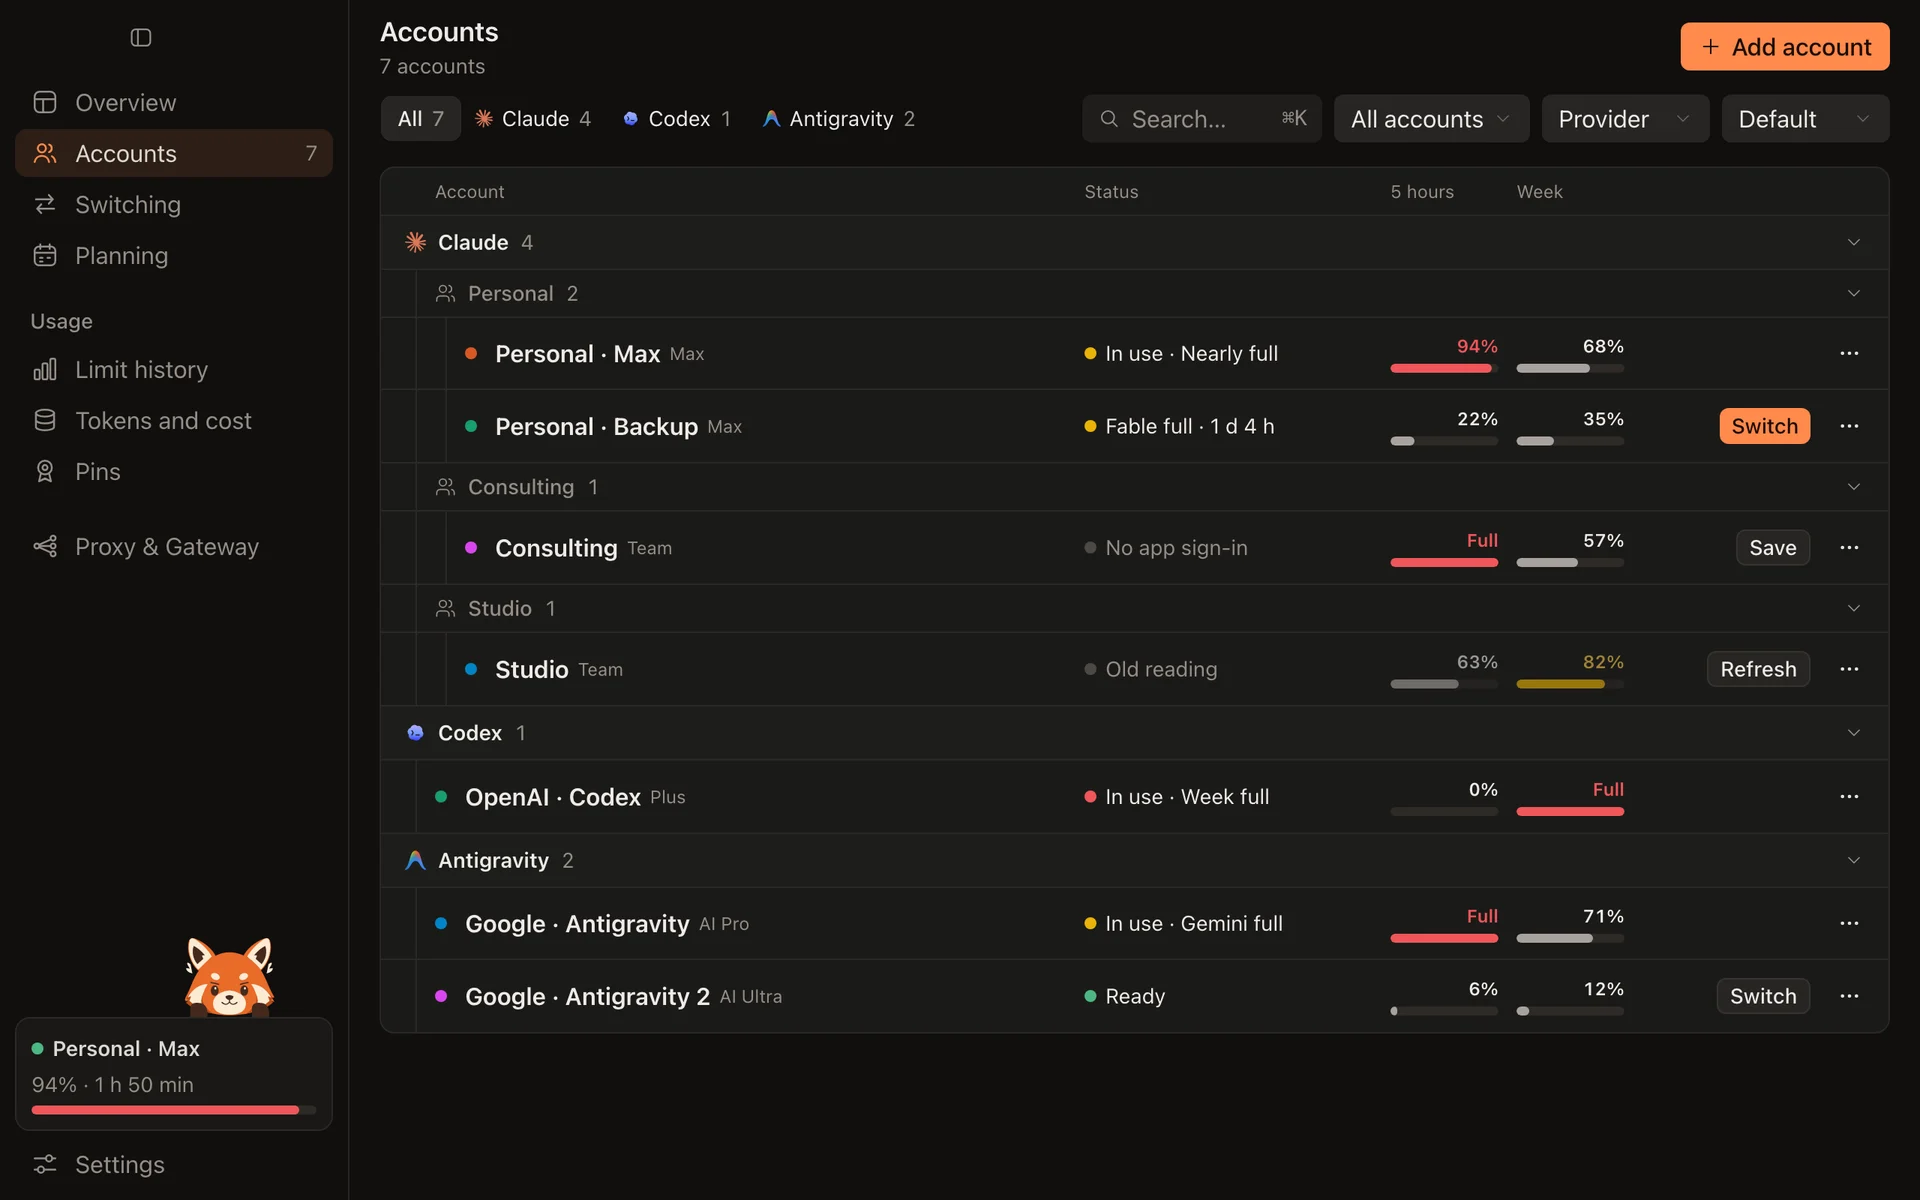 Overview
Accounts 7
Switching
Planning
Usage
Limit history
Tokens and cost
Pins
Proxy & Gateway
Personal · Max
94% · 1 h 50 min
Settings
Accounts
7 accounts
+ Add account
All 7 Claude 4 Codex 1 Antigravity 2
Search... ⌘K All accounts Provider Default
Account Status 5 hours Week
Claude 4
Personal 2
Personal · Max Max In use · Nearly full 94% 68% ···
Personal · Backup Max Fable full · 1 d 4 h 22% 35% Switch ···
Consulting 1
Consulting Team No app sign-in Full 57% Save ···
Studio 1
Studio Team Old reading 63% 82% Refresh ···
Codex 1
OpenAI · Codex Plus In use · Week full 0% Full ···
Antigravity 2
Google · Antigravity AI Pro In use · Gemini full Full 71% ···
Google · Antigravity 2 AI Ultra Ready 6% 12% Switch ···